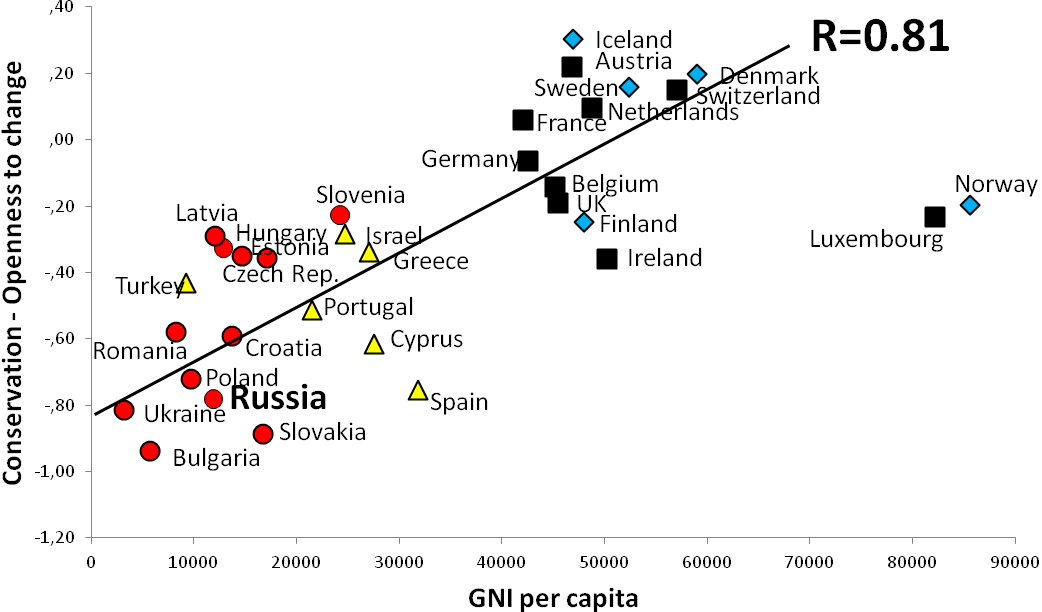 ,40
,20
,00
-,20
-,40
-,60
-,80
-1,00
-1,20
Conservation - Openness to change
R=0.81
Iceland
Austria
Sweden
Denmark
Switzerland
Netherlands
France
Germany
Belgium
UK
Finland
Ireland
Norway
Luxembourg
Slovenia
Latvia
Hungary
Estonia
Israel
Greece
Czech Rep.
Turkey
Portugal
Cyprus
Romania
Croatia
Poland
Russia
Spain
Ukraine
Slovakia
Bulgaria
0
10000
20000
30000
40000
50000
60000
70000
80000
90000
GNI per capita